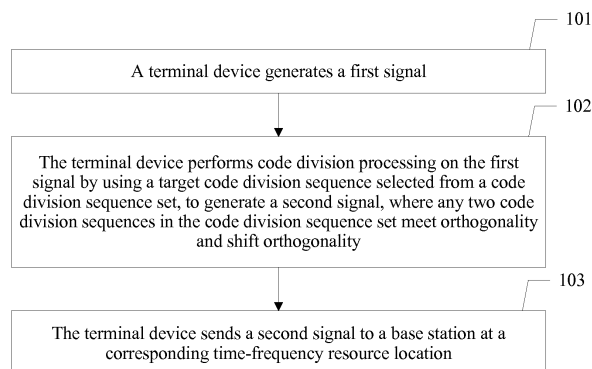 101
A terminal device generates a first signal
102
The terminal device performs code division processing on the first
signal by using a target code division sequence selected from a code
division sequence set, to generate a second signal, where any two code
division sequences in the code division sequence set meet orthogonality
and shift orthogonality
103
The terminal device sends a second signal to a base station at a
corresponding time-frequency resource location